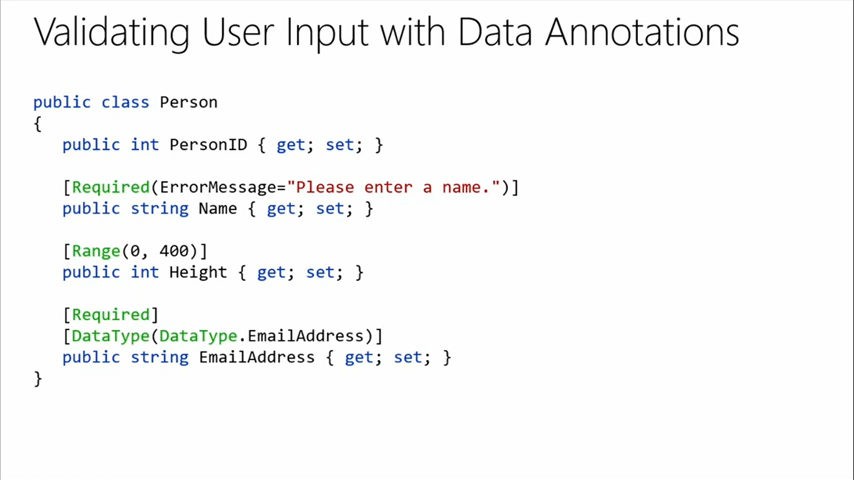 Validating User Input with Data Annotations
public class Person
{
public int PersonID { get; set; }
[Required(ErrorMessage="Please enter a name.")]
public string Name { get; set; }
[Range(0, 400)]
public int Height { get; set; }
[Required]
[DataType(DataType.EmailAddress)]
public string EmailAddress { get; set; }
}